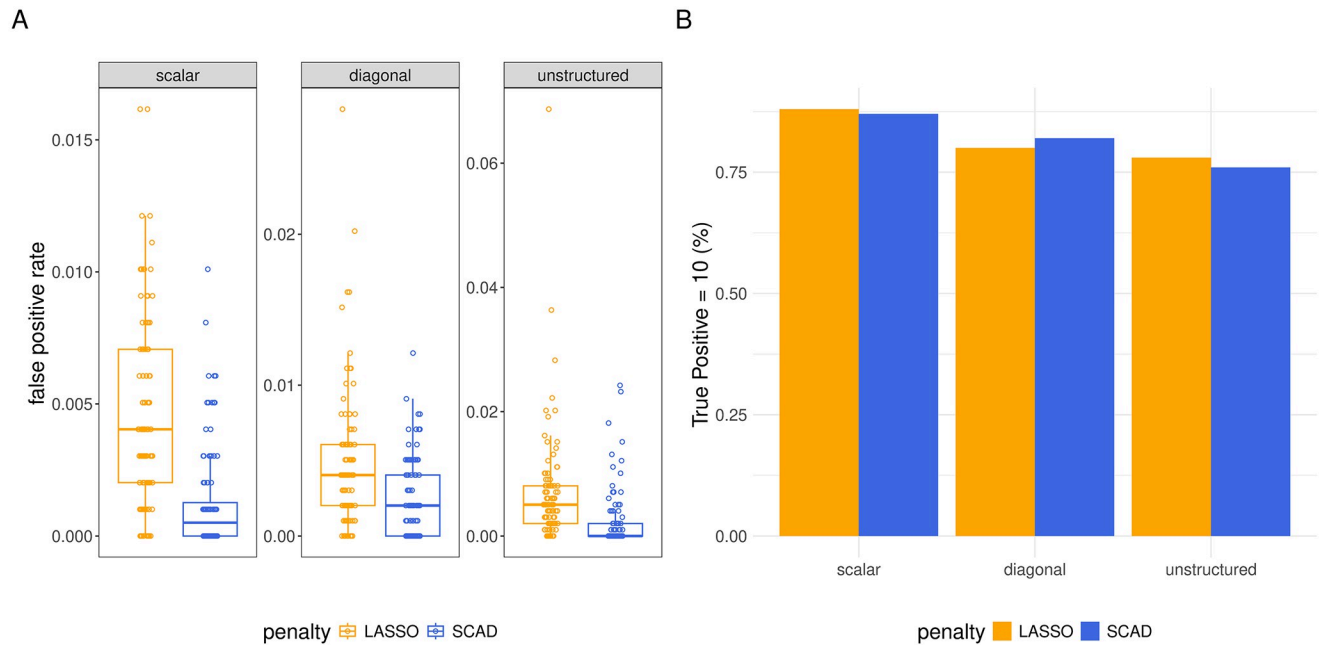 A
scalar
diagonal
unstructured
false positive rate
0.015
0.010
0.005
0.000
0.02
0.01
0.00
0.06
0.04
0.02
0.00
penalty LASSO SCAD
B
True Positive = 10 (%)
0.75
0.50
0.25
0.00
scalar
diagonal
unstructured
penalty LASSO SCAD